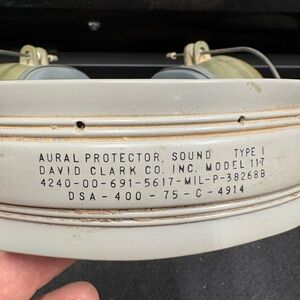 AURAL PROTECTOR, SOUND TYPE I
DAVID CLARK CO. INC. MODEL 117
4240-00-691-5617-MIL-P-38268B
DSA-400-75-C-4914